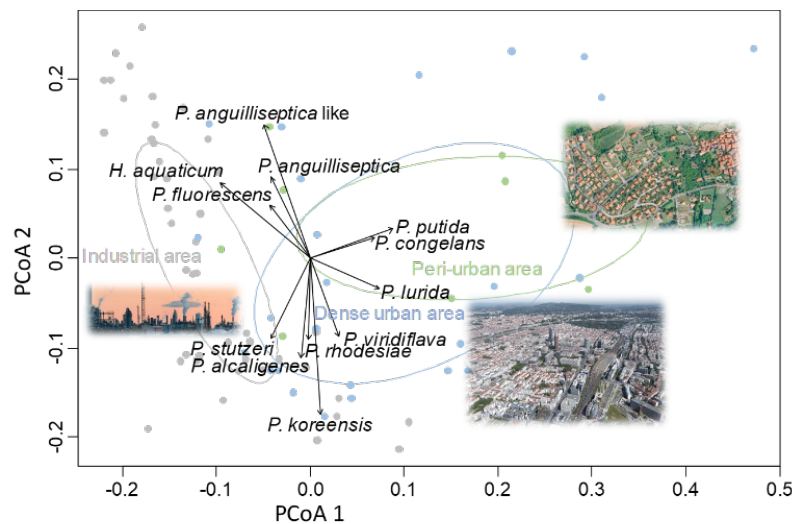 0.2
P. anguilliseptica like
H. aquaticum
P. anguilliseptica
0.1
P. fluorescens
P. putida
P. congelans
PCoA 2
0.0
Industrial area
Peri-urban area
P. lurida
Dense urban area
-0.1
P. stutzeri
P. rhodesiae
P. viridiflava
P. alcaligenes
P. koreensis
-0.2
-0.2 -0.1 0.0 0.1 0.2 0.3 0.4 0.5
PCoA 1